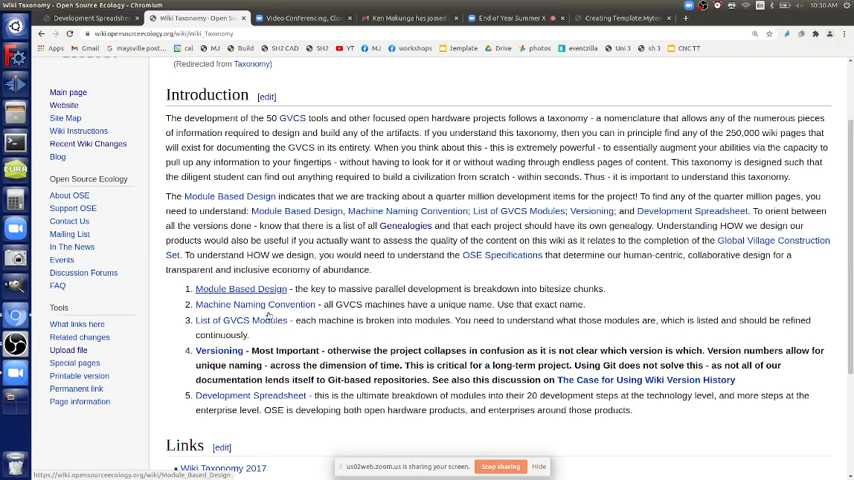 Wiki Taxonomy - Open Source Ecology - Chromium
10:30 AM
Development Spreadshe
Wiki Taxonomy - Open Sou
Video Conferencing, Clou
Ken Makunga has joined
End of Year Summer X
Creating Template:Myte
wiki.opensourceecology.org/wiki/Wiki_Taxonomy
Apps
Gmail
maysville post...
cal
MJ
Build
SH2 CAD
SH2
YT
MJ
workshops
template
Drive
photos
eventzilla
Uni 3
sh 3
CNC TT
(Redirected from Taxonomy)
Main page
Website
Site Map
Wiki Instructions
Recent Wiki Changes
Blog
Open Source Ecology
About OSE
Support OSE
Contact Us
Mailing List
In The News
Events
Discussion Forums
FAQ
Tools
What links here
Related changes
Upload file
Special pages
Printable version
Permanent link
Page information
Introduction [edit]
The development of the 50 GVCS tools and other focused open hardware projects follows a taxonomy - a nomenclature that allows any of the numerous pieces
of information required to design and build any of the artifacts. If you understand this taxonomy, then you can in principle find any of the 250,000 wiki pages that
will exist for documenting the GVCS in its entirety. When you think about this - this is extremely powerful - to essentially augment your abilities via the capacity to
pull up any information to your fingertips - without having to look for it or without wading through endless pages of content. This taxonomy is designed such that
the diligent student can find out anything required to build a civilization from scratch - within seconds. Thus - it is important to understand this taxonomy.
The Module Based Design indicates that we are tracking about a quarter million development items for the project! To find any of the quarter million pages, you
need to understand: Module Based Design, Machine Naming Convention; List of GVCS Modules; Versioning; and Development Spreadsheet. To orient between
all the versions done - know that there is a list of all Genealogies and that each project should have its own genealogy. Understanding HOW we design our
products would also be useful if you actually want to assess the quality of the content on this wiki as it relates to the completion of the Global Village Construction
Set. To understand HOW we design, you would need to understand the OSE Specifications that determine our human-centric, collaborative design for a
transparent and inclusive economy of abundance.
1. Module Based Design - the key to massive parallel development is breakdown into bitesize chunks.
2. Machine Naming Convention - all GVCS machines have a unique name. Use that exact name.
3. List of GVCS Modules - each machine is broken into modules. You need to understand what those modules are, which is listed and should be refined
continuously.
4. Versioning - Most Important - otherwise the project collapses in confusion as it is not clear which version is which. Version numbers allow for
unique naming - across the dimension of time. This is critical for a long-term project. Using Git does not solve this - as not all of our
documentation lends itself to Git-based repositories. See also this discussion on The Case for Using Wiki Version History
5. Development Spreadsheet - this is the ultimate breakdown of modules into their 20 development steps at the technology level, and more steps at the
enterprise level. OSE is developing both open hardware products, and enterprises around those products.
Links [edit]
• Wiki Taxonomy 2017
us02web.zoom.us is sharing your screen.
Stop sharing
Hide
https://wiki.opensourceecology.org/wiki/Module_Based_Design